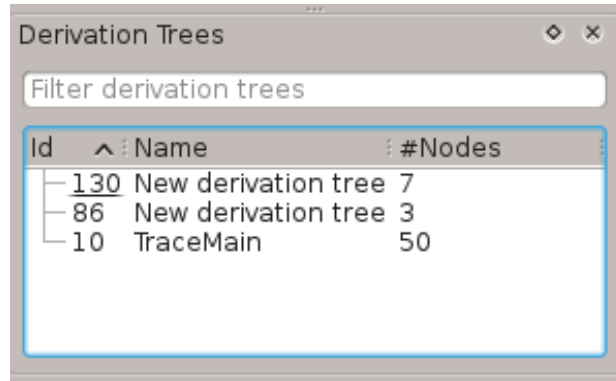 Derivation Trees
Filter derivation trees
Id Name #Nodes
130 New derivation tree 7
86 New derivation tree 3
10 TraceMain 50